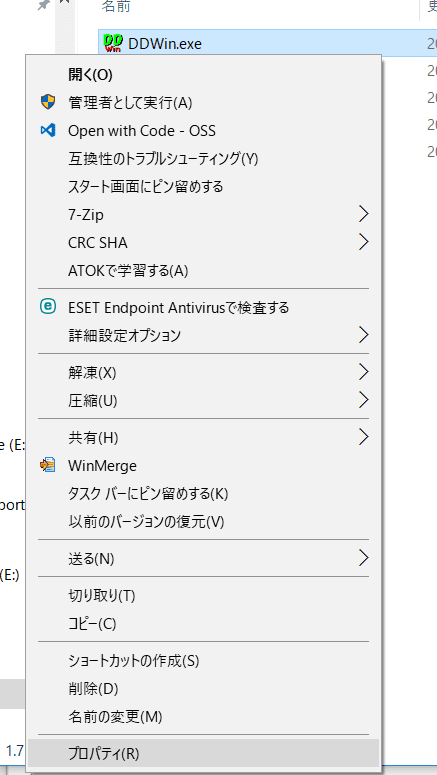 名前
更
DDWin.exe
20
20
20
20
20
開く(O)
管理者として実行(A)
Open with Code - OSS
互換性のトラブルシューティング(Y)
スタート画面にピン留めする
7-Zip
CRC SHA
ATOKで学習する(A)
ESET Endpoint Antivirusで検査する
詳細設定オプション
解凍(X)
圧縮(U)
共有(H)
e (E:
WinMerge
タスク バーにピン留めする(K)
port
以前のバージョンの復元(V)
送る(N)
(E:)
切り取り(T)
コピー(C)
ショートカットの作成(S)
削除(D)
名前の変更(M)
1.7
プロパティ(R)